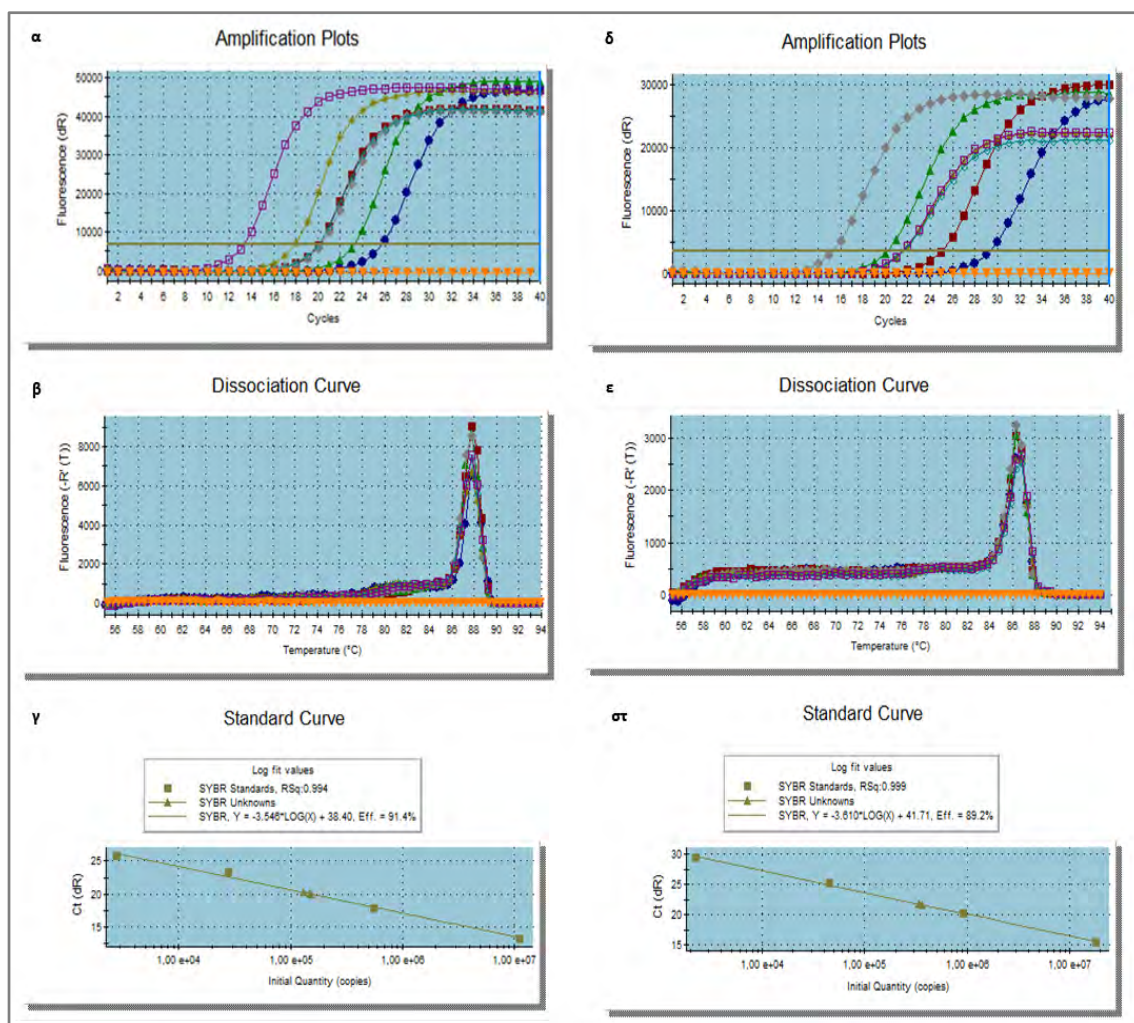 α
Amplification Plots
50000
40000
30000
20000
10000
0
Fluorescence (dR)
2 4 6 8 10 12 14 16 18 20 22 24 26 28 30 32 34 36 38 40
Cycles
δ
Amplification Plots
30000
20000
10000
0
Fluorescence (dR)
2 4 6 8 10 12 14 16 18 20 22 24 26 28 30 32 34 36 38 40
Cycles
β
Dissociation Curve
8000
6000
4000
2000
0
Fluorescence (-R' (T))
56 58 60 62 64 66 68 70 72 74 76 78 80 82 84 86 88 90 92 94
Temperature (°C)
ε
Dissociation Curve
3000
2000
1000
0
Fluorescence (-R' (T))
56 58 60 62 64 66 68 70 72 74 76 78 80 82 84 86 88 90 92 94
Temperature (°C)
γ
Standard Curve
Log fit values
SYBR Standards, RSq:0.994
SYBR Unknowns
SYBR, Y = -3.546*LOG(X) + 38.40, Eff. = 91.4%
25
20
15
Ct (dR)
1,00 e+04 1,00 e+05 1,00 e+06 1,00 e+07
Initial Quantity (copies)
στ
Standard Curve
Log fit values
SYBR Standards, RSq:0.999
SYBR Unknowns
SYBR, Y = -3.610*LOG(X) + 41.71, Eff. = 89.2%
30
25
20
15
Ct (dR)
1,00 e+04 1,00 e+05 1,00 e+06 1,00 e+07
Initial Quantity (copies)